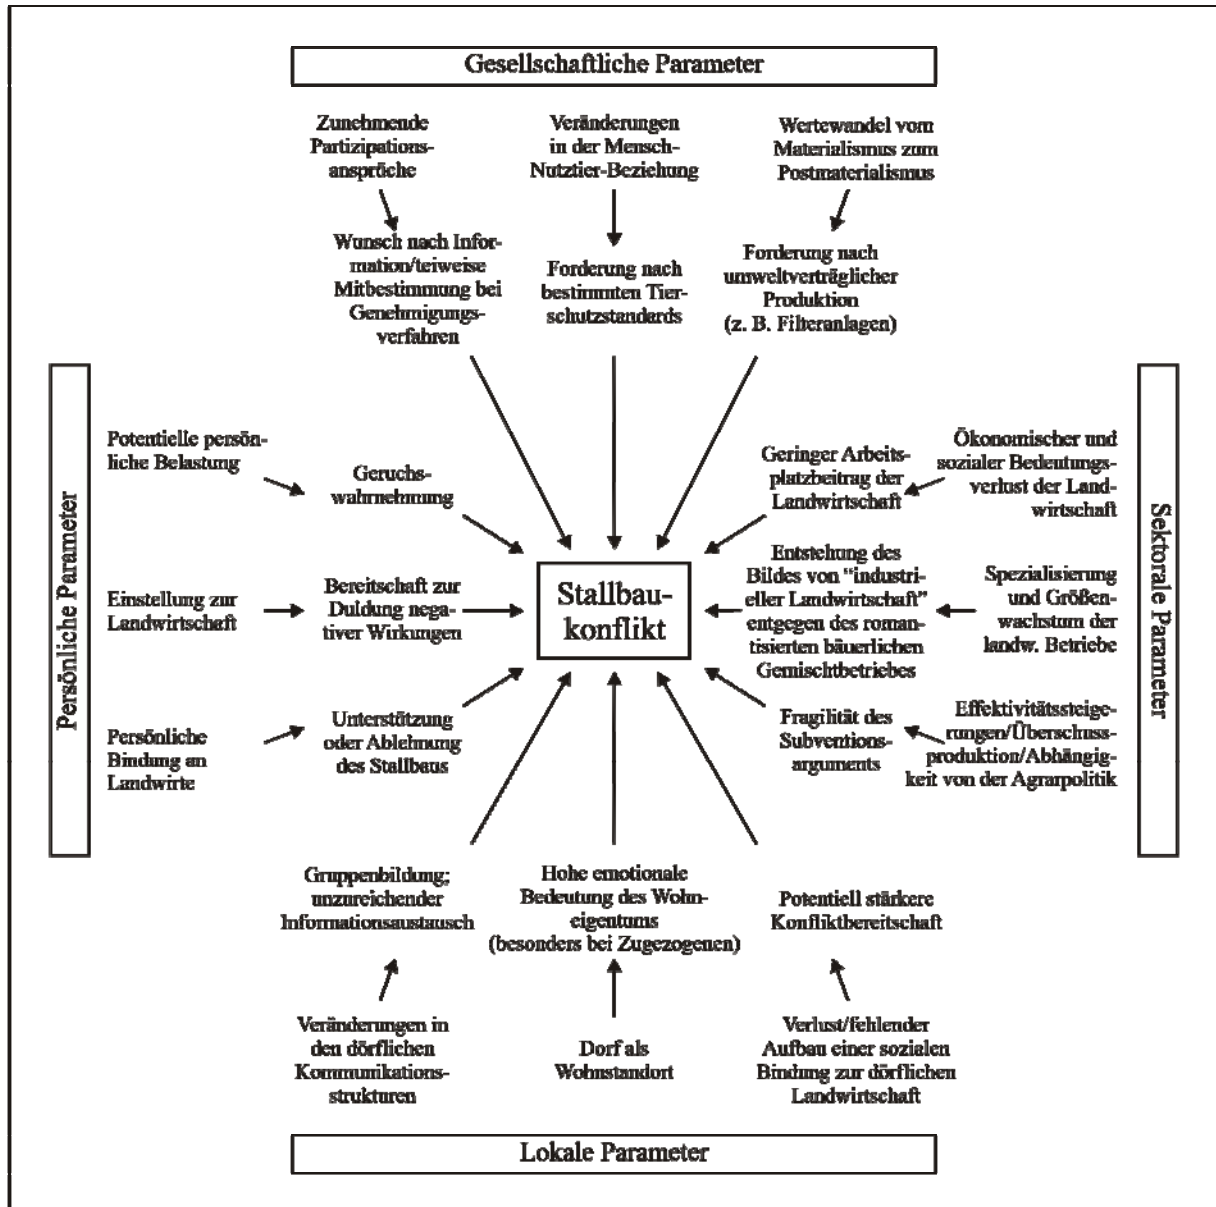 Gesellschaftliche Parameter
Zunehmende
Partizipations-
ansprüche
Veränderungen
in der Mensch-
Nutztier-Beziehung
Wertewandel vom
Materialismus zum
Postmaterialismus
Wunsch nach Infor-
mation/teiweise
Mitbestimmung bei
Genehmigungs-
verfahren
Forderung nach
bestimmten Tier-
schutzstandards
Forderung nach
umweltverträglicher
Produktion
(z. B. Filteranlagen)
Persönliche Parameter
Potentielle persön-
liche Belastung
Geruchs-
wahrnehmung
Einstellung zur
Landwirtschaft
Bereitschaft zur
Duldung nega-
tiver Wirkungen
Persönliche
Bindung an
Landwirte
Unterstützung
oder Ablehnung
des Stallbaus
Stallbau-
konflikt
Geringer Arbeits-
platzbeitrag der
Landwirtschaft
Ökonomischer und
sozialer Bedeutungs-
verlust der Land-
wirtschaft
Entstehung des
Bildes von "industri-
eller Landwirtschaft"
entgegen des roman-
tisierten bäuerlichen
Gemischtbetriebes
Spezialisierung
und Größen-
wachstum der
landw. Betriebe
Fragilität des
Subventions-
arguments
Effektivitätssteige-
rungen/Überschuss-
produktion/Abhängig-
keit von der Agrarpolitik
Sektorale Parameter
Gruppenbildung;
unzureichender
Informationsaustausch
Hohe emotionale
Bedeutung des Wohn-
eigentums
(besonders bei Zugezogenen)
Potentiell stärkere
Konfliktbereitschaft
Veränderungen in
den dörflichen
Kommunikations-
strukturen
Dorf als
Wohnstandort
Verlust/fehlender
Aufbau einer sozialen
Bindung zur dörflichen
Landwirtschaft
Lokale Parameter